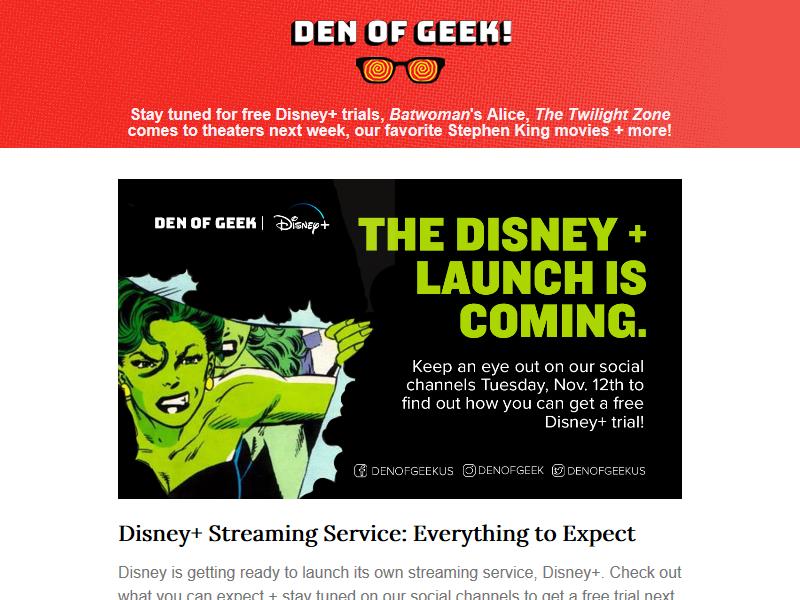 DEN OF GEEK!
Stay tuned for free Disney+ trials, Batwoman's Alice, The Twilight Zone
comes to theaters next week, our favorite Stephen King movies + more!
DEN OF GEEK | Disney+
THE DISNEY +
LAUNCH IS
COMING.
Keep an eye out on our social
channels Tuesday, Nov. 12th to
find out how you can get a free
Disney+ trial!
DENOFGEEKUS DENOFGEEK DENOFGEEKUS
Disney+ Streaming Service: Everything to Expect
Disney is getting ready to launch its own streaming service, Disney+. Check out
what you can expect + stay tuned on our social channels to get a free trial next